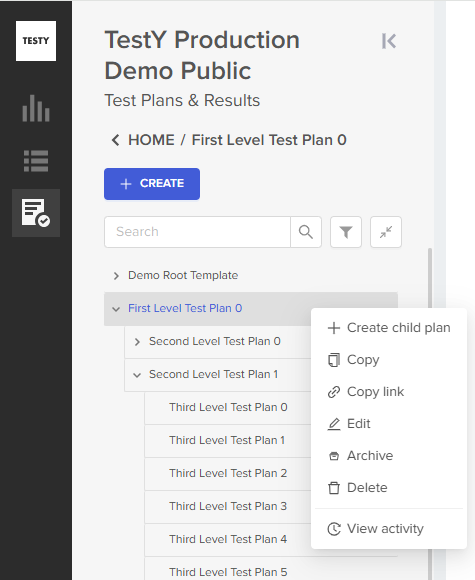 TESTY
TestY Production
Demo Public
Test Plans & Results
HOME / First Level Test Plan 0
CREATE
Search
Demo Root Template
First Level Test Plan 0
Second Level Test Plan 0
Second Level Test Plan 1
Third Level Test Plan 0
Third Level Test Plan 1
Third Level Test Plan 2
Third Level Test Plan 3
Third Level Test Plan 4
Third Level Test Plan 5
Create child plan
Copy
Copy link
Edit
Archive
Delete
View activity